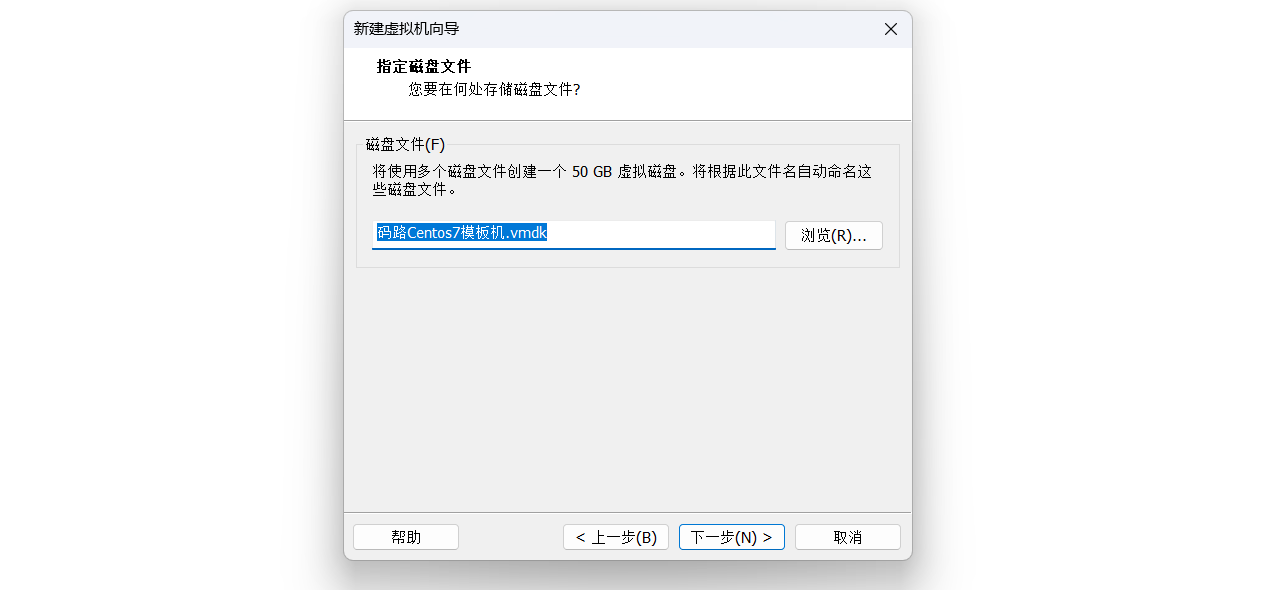 新建虚拟机向导
指定磁盘文件
您要在何处存储磁盘文件?
磁盘文件(F)
将使用多个磁盘文件创建一个 50 GB 虚拟磁盘。将根据此文件名自动命名这
些磁盘文件。
码路Centos7模板机.vmdk
浏览(R)...
帮助
< 上一步(B)
下一步(N) >
取消